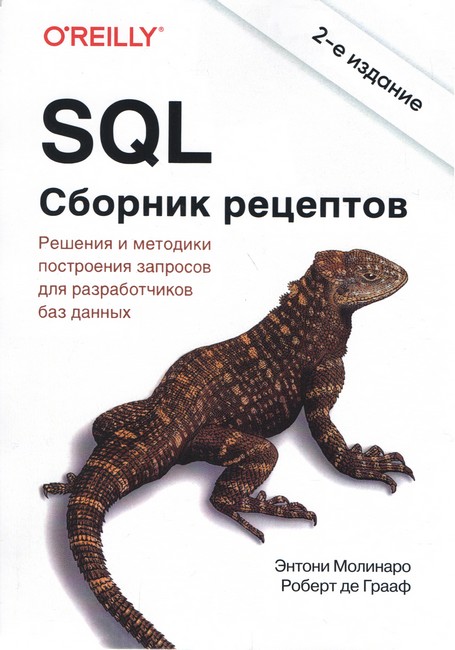 O'REILLY®
2-е издание
SQL
Сборник рецептов
Решения и методики
построения запросов
для разработчиков
баз данных
Энтони Молинаро
Роберт де Грааф